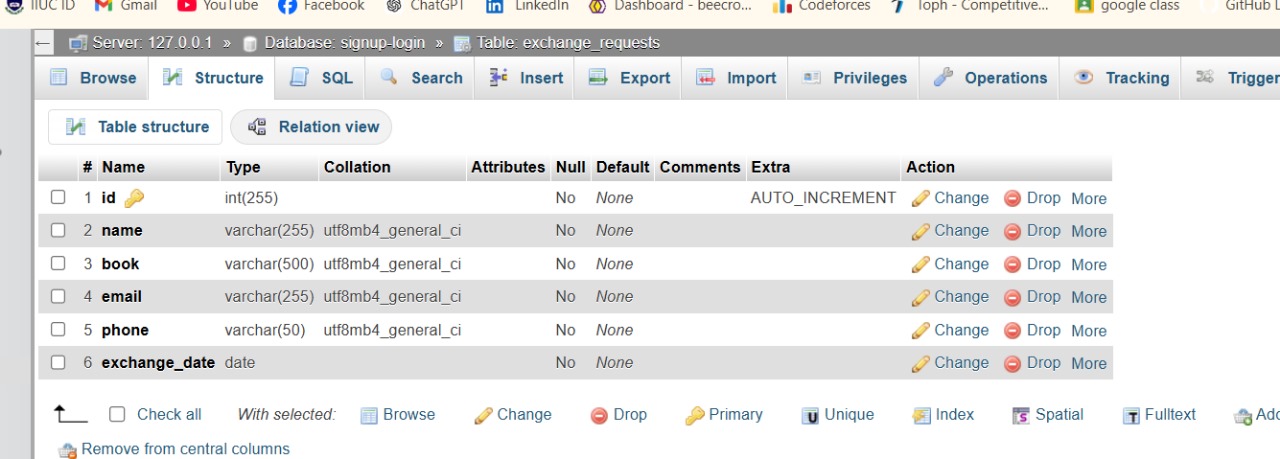 IIUC ID Gmail YouTube Facebook ChatGPT LinkedIn Dashboard - beecro... Codeforces Toph - Competitive... google class GitHub
Server: 127.0.0.1 » Database: signup-login » Table: exchange_requests
Browse Structure SQL Search Insert Export Import Privileges Operations Tracking Trigger
Table structure Relation view
# Name Type Collation Attributes Null Default Comments Extra Action
1 id int(255) No None AUTO_INCREMENT Change Drop More
2 name varchar(255) utf8mb4_general_ci No None Change Drop More
3 book varchar(500) utf8mb4_general_ci No None Change Drop More
4 email varchar(255) utf8mb4_general_ci No None Change Drop More
5 phone varchar(50) utf8mb4_general_ci No None Change Drop More
6 exchange_date date No None Change Drop More
Check all With selected: Browse Change Drop Primary Unique Index Spatial Fulltext Add
Remove from central columns